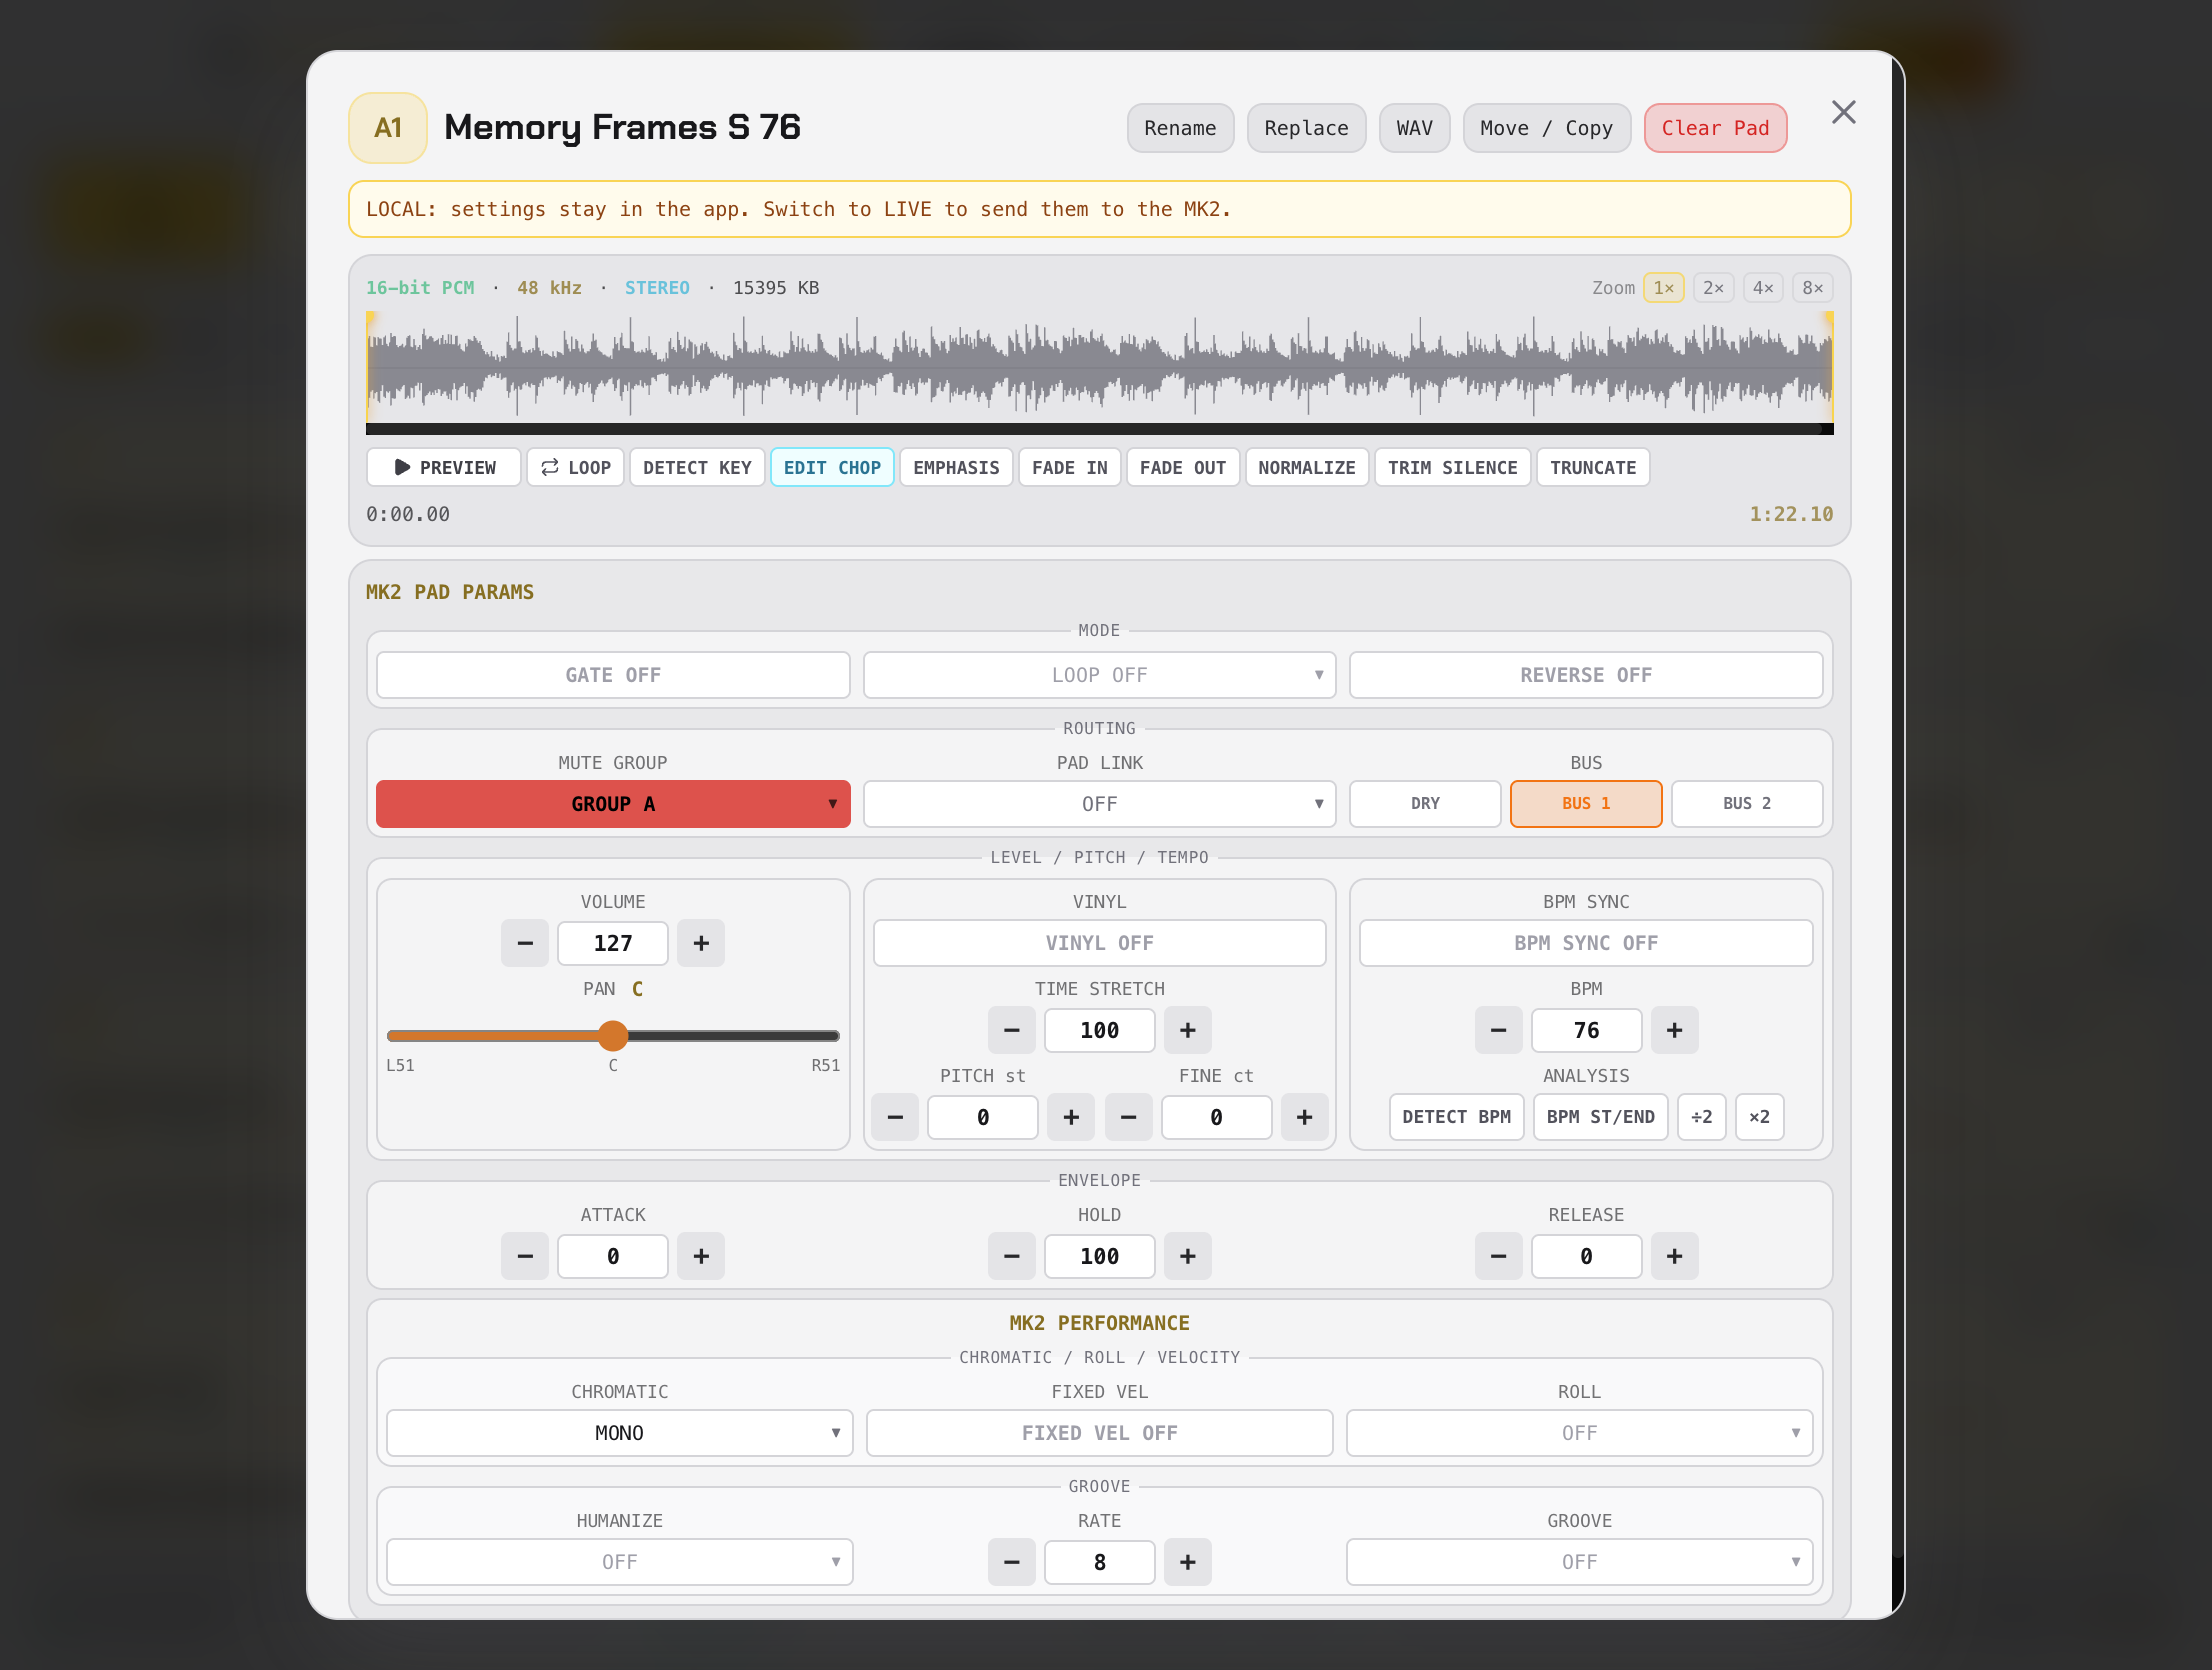 A1 Memory Frames S 76 Rename Replace WAV Move / Copy Clear Pad
LOCAL: settings stay in the app. Switch to LIVE to send them to the MK2.
16-bit PCM · 48 kHz · STEREO · 15395 KB Zoom 1× 2× 4× 8×
PREVIEW LOOP DETECT KEY EDIT CHOP EMPHASIS FADE IN FADE OUT NORMALIZE TRIM SILENCE TRUNCATE
0:00.00 1:22.10
MK2 PAD PARAMS
MODE
GATE OFF LOOP OFF REVERSE OFF
ROUTING
MUTE GROUP PAD LINK BUS
GROUP A OFF DRY BUS 1 BUS 2
LEVEL / PITCH / TEMPO
VOLUME VINYL BPM SYNC
− 127 + VINYL OFF BPM SYNC OFF
PAN C TIME STRETCH BPM
− 100 + − 76 +
L51 C R51 PITCH st FINE ct ANALYSIS
− 0 + − 0 + DETECT BPM BPM ST/END ÷2 ×2
ENVELOPE
ATTACK HOLD RELEASE
− 0 + − 100 + − 0 +
MK2 PERFORMANCE
CHROMATIC / ROLL / VELOCITY
CHROMATIC FIXED VEL ROLL
MONO FIXED VEL OFF OFF
GROOVE
HUMANIZE RATE GROOVE
OFF − 8 + OFF